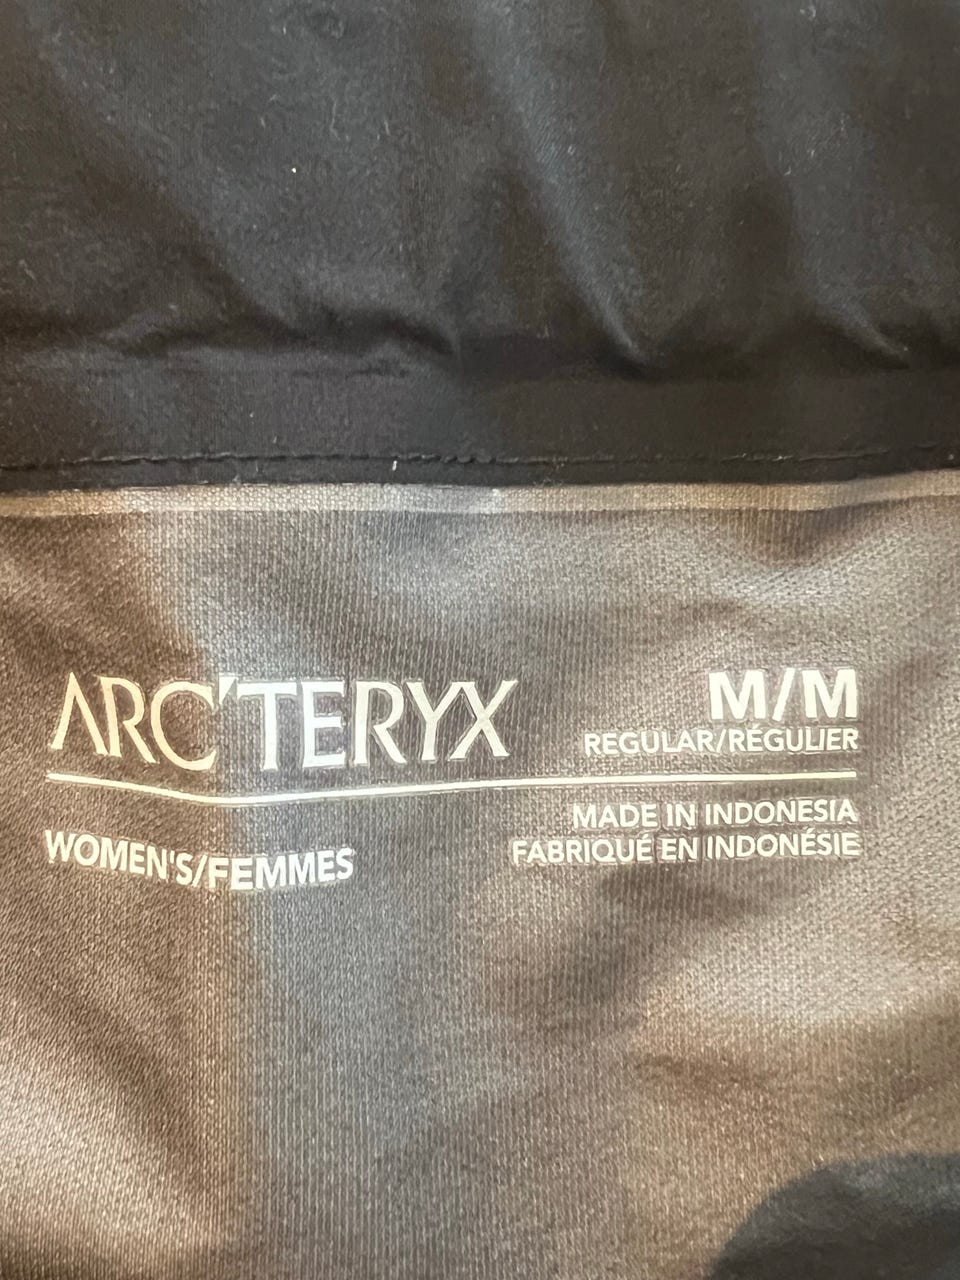 ARC'TERYX
WOMEN'S/FEMMES
M/M
REGULAR/RÉGULIER
MADE IN INDONESIA
FABRIQUÉ EN INDONÉSIE